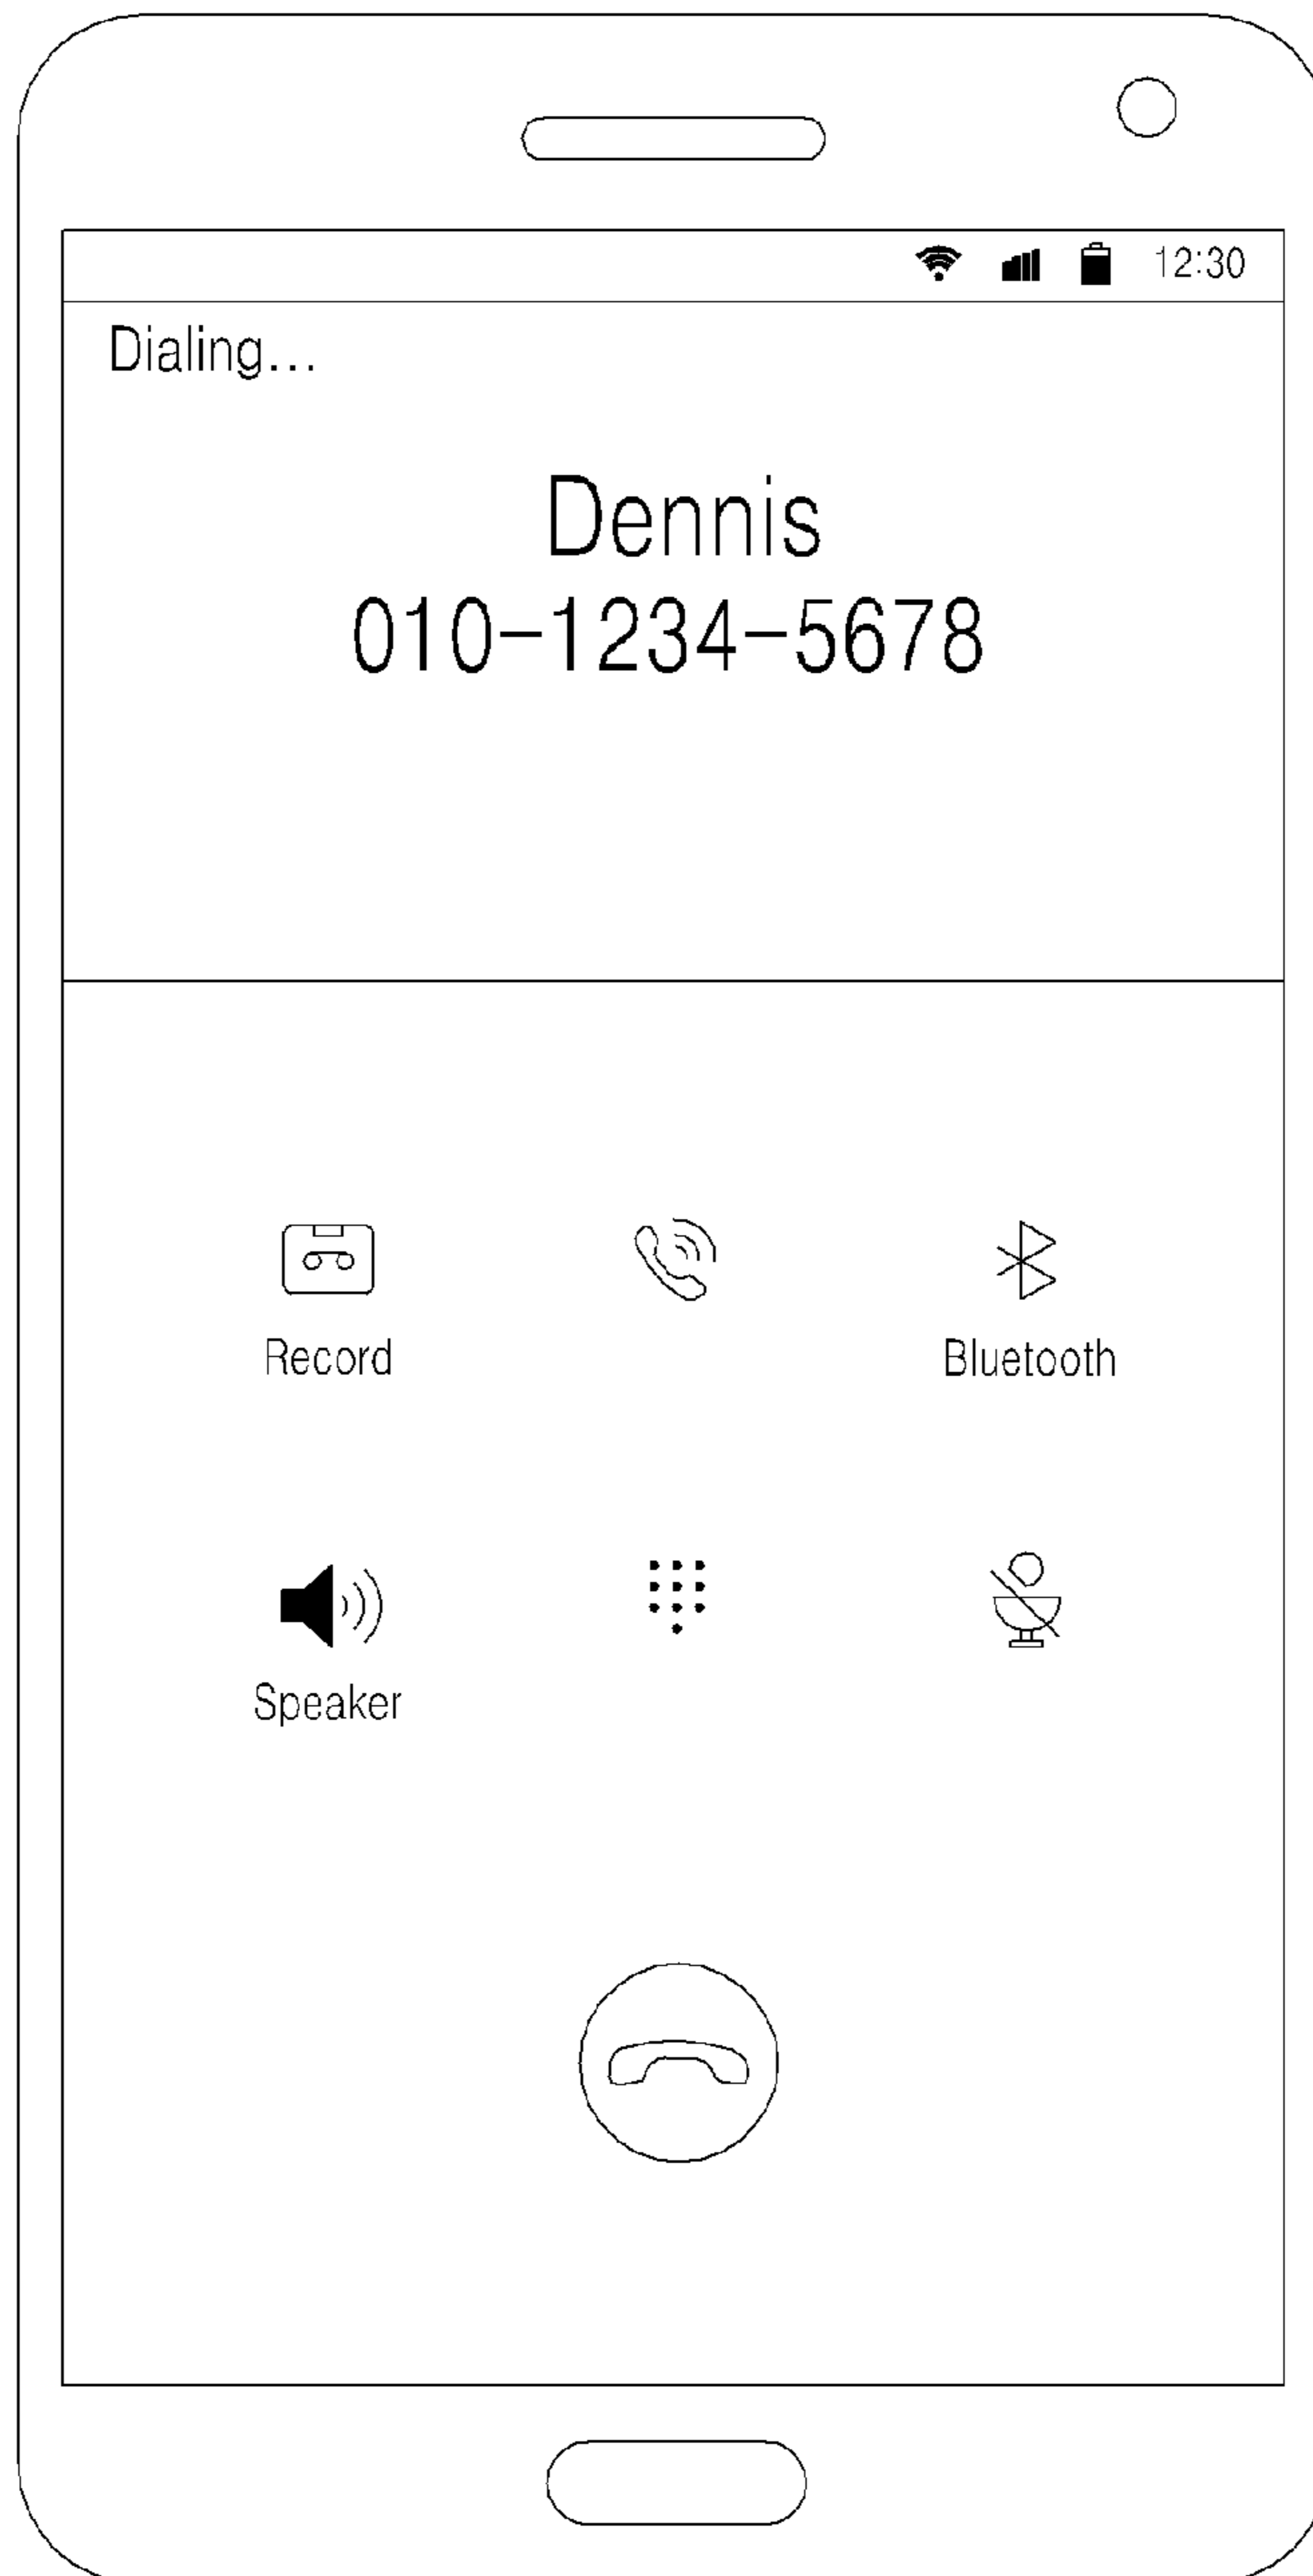 12:30
Dialing...
Dennis
010-1234-5678
Record
Bluetooth
Speaker